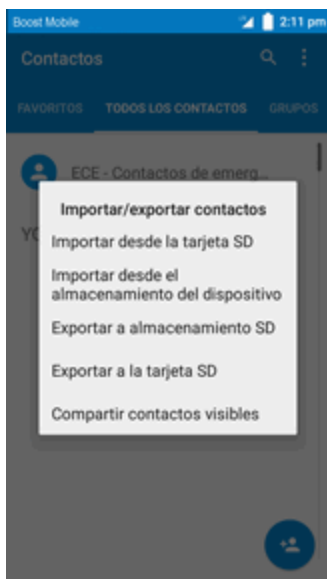 Boost Mobile 2:11 pm
Contactos
FAVORITOS TODOS LOS CONTACTOS GRUPOS
ECE - Contactos de emerg...
YO
Importar/exportar contactos
Importar desde la tarjeta SD
Importar desde el
almacenamiento del dispositivo
Exportar a almacenamiento SD
Exportar a la tarjeta SD
Compartir contactos visibles